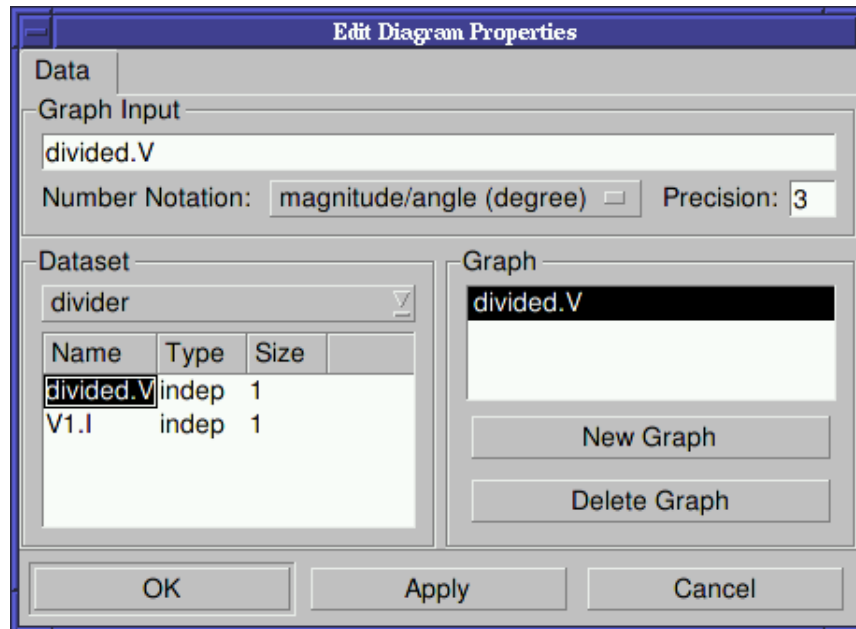 Edit Diagram Properties
Data
Graph Input
divided.V
Number Notation: magnitude/angle (degree) Precision: 3
Dataset
divider
Name Type Size
divided.V indep 1
V1.I indep 1
Graph
divided.V
New Graph
Delete Graph
OK Apply Cancel